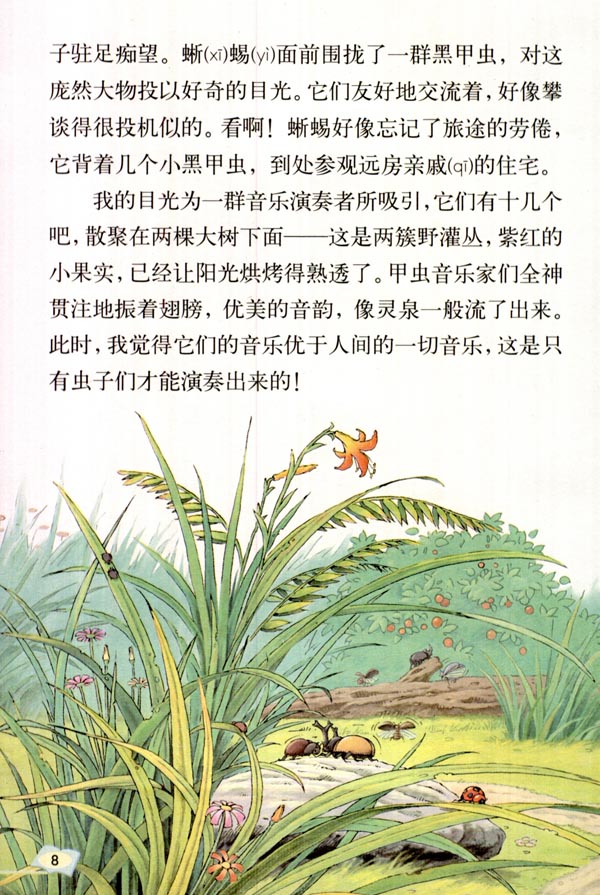 子驻足痴望。蜥(xī)蜴(yì)面前围拢了一群黑甲虫，对这
庞然大物投以好奇的目光。它们友好地交流着，好像攀
谈得很投机似的。看啊！蜥蜴好像忘记了旅途的劳倦，
它背着几个小黑甲虫，到处参观远房亲戚(qī)的住宅。
我的目光为一群音乐演奏者所吸引，它们有十几个
吧，散聚在两棵大树下面——这是两簇野灌丛，紫红的
小果实，已经让阳光烘烤得熟透了。甲虫音乐家们全神
贯注地振着翅膀，优美的音韵，像灵泉一般流了出来。
此时，我觉得它们的音乐优于人间的一切音乐，这是只
有虫子们才能演奏出来的！
8